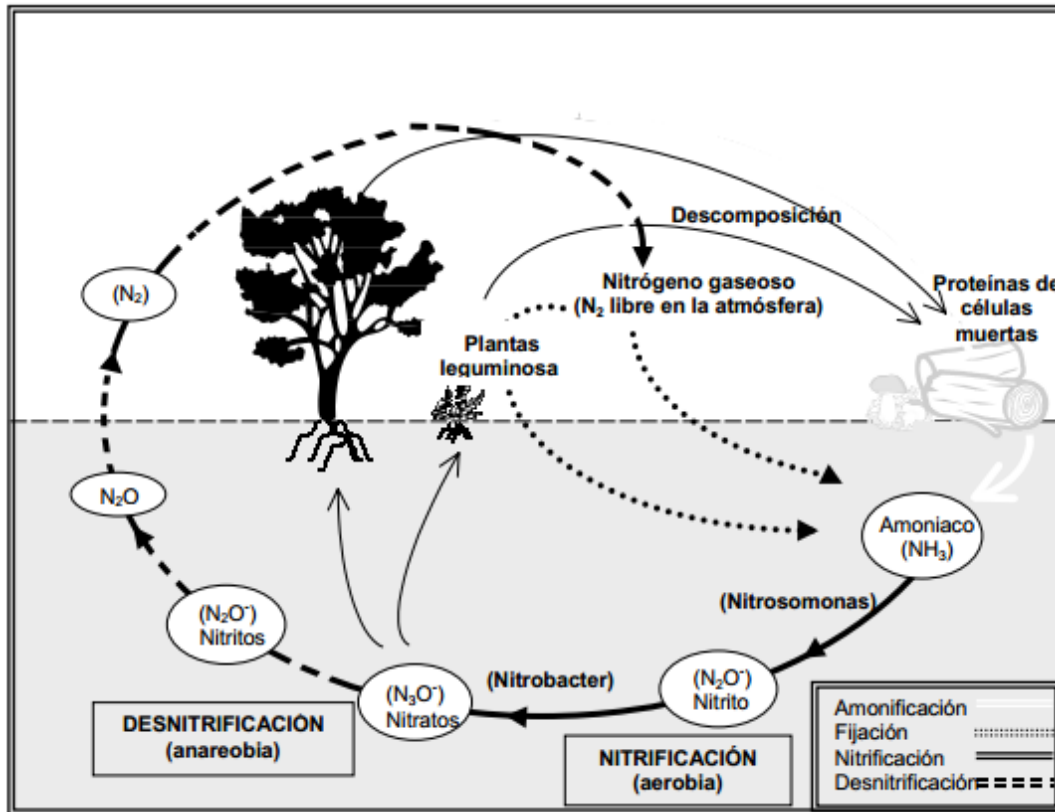 Descomposición
(N₂)
Nitrógeno gaseoso
(N₂ libre en la atmósfera)
Proteínas de
células
muertas
Plantas
leguminosa
N₂O
Amoniaco
(NH₃)
(Nitrosomonas)
(N₂O⁻)
Nitritos
(N₃O⁻)
Nitratos
(Nitrobacter)
(N₂O⁻)
Nitrito
DESNITRIFICACIÓN
(anareobia)
NITRIFICACIÓN
(aerobia)
Amonificación
Fijación
Nitrificación
Desnitrificación